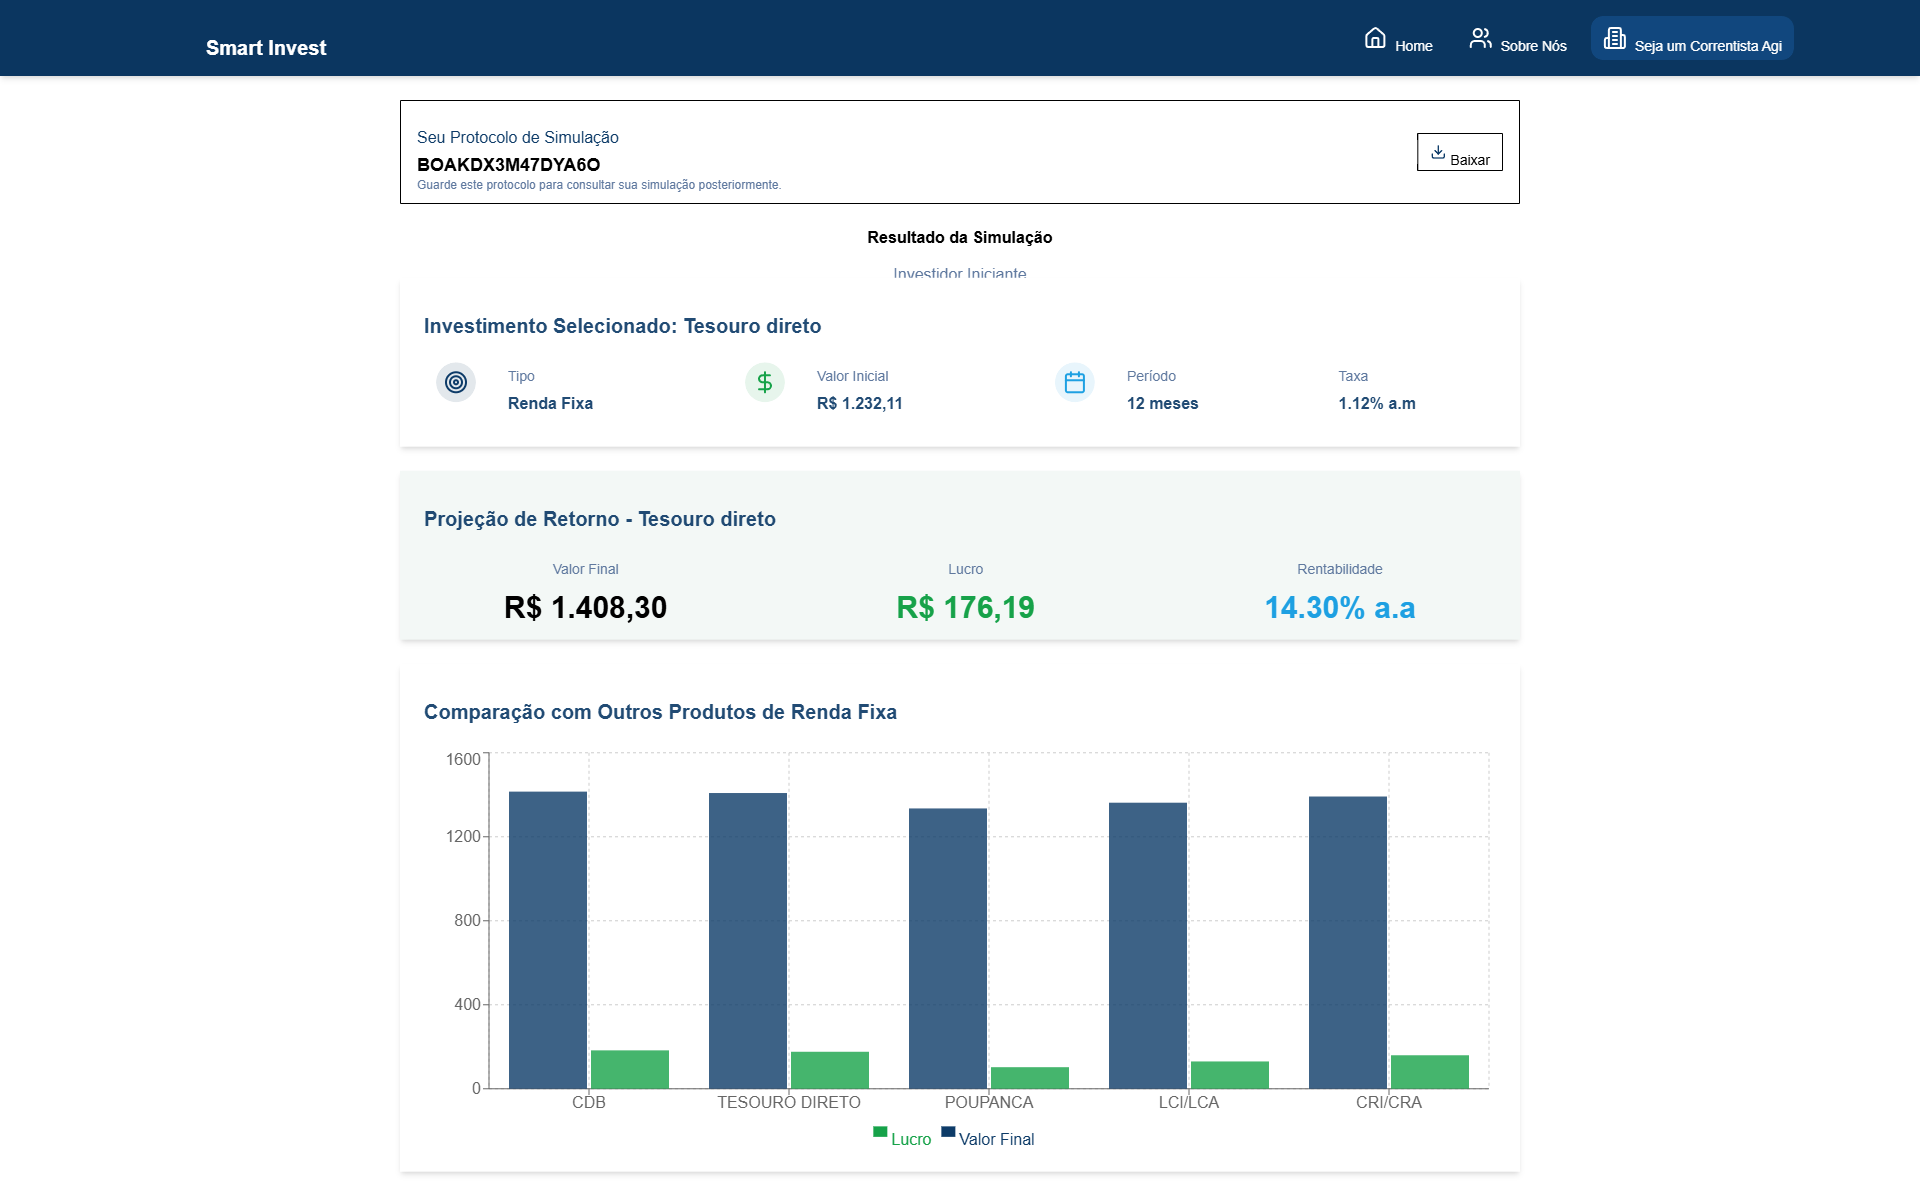 Smart Invest
Home
Sobre Nós
Seja um Correntista Agi
Seu Protocolo de Simulação
BOAKDX3M47DYA6O
Guarde este protocolo para consultar sua simulação posteriormente.
Baixar
Resultado da Simulação
Investidor Iniciante
Investimento Selecionado: Tesouro direto
Tipo
Renda Fixa
Valor Inicial
R$ 1.232,11
Período
12 meses
Taxa
1.12% a.m
Projeção de Retorno - Tesouro direto
Valor Final
R$ 1.408,30
Lucro
R$ 176,19
Rentabilidade
14.30% a.a
Comparação com Outros Produtos de Renda Fixa
1600
1200
800
400
0
CDB
TESOURO DIRETO
POUPANCA
LCI/LCA
CRI/CRA
Lucro
Valor Final